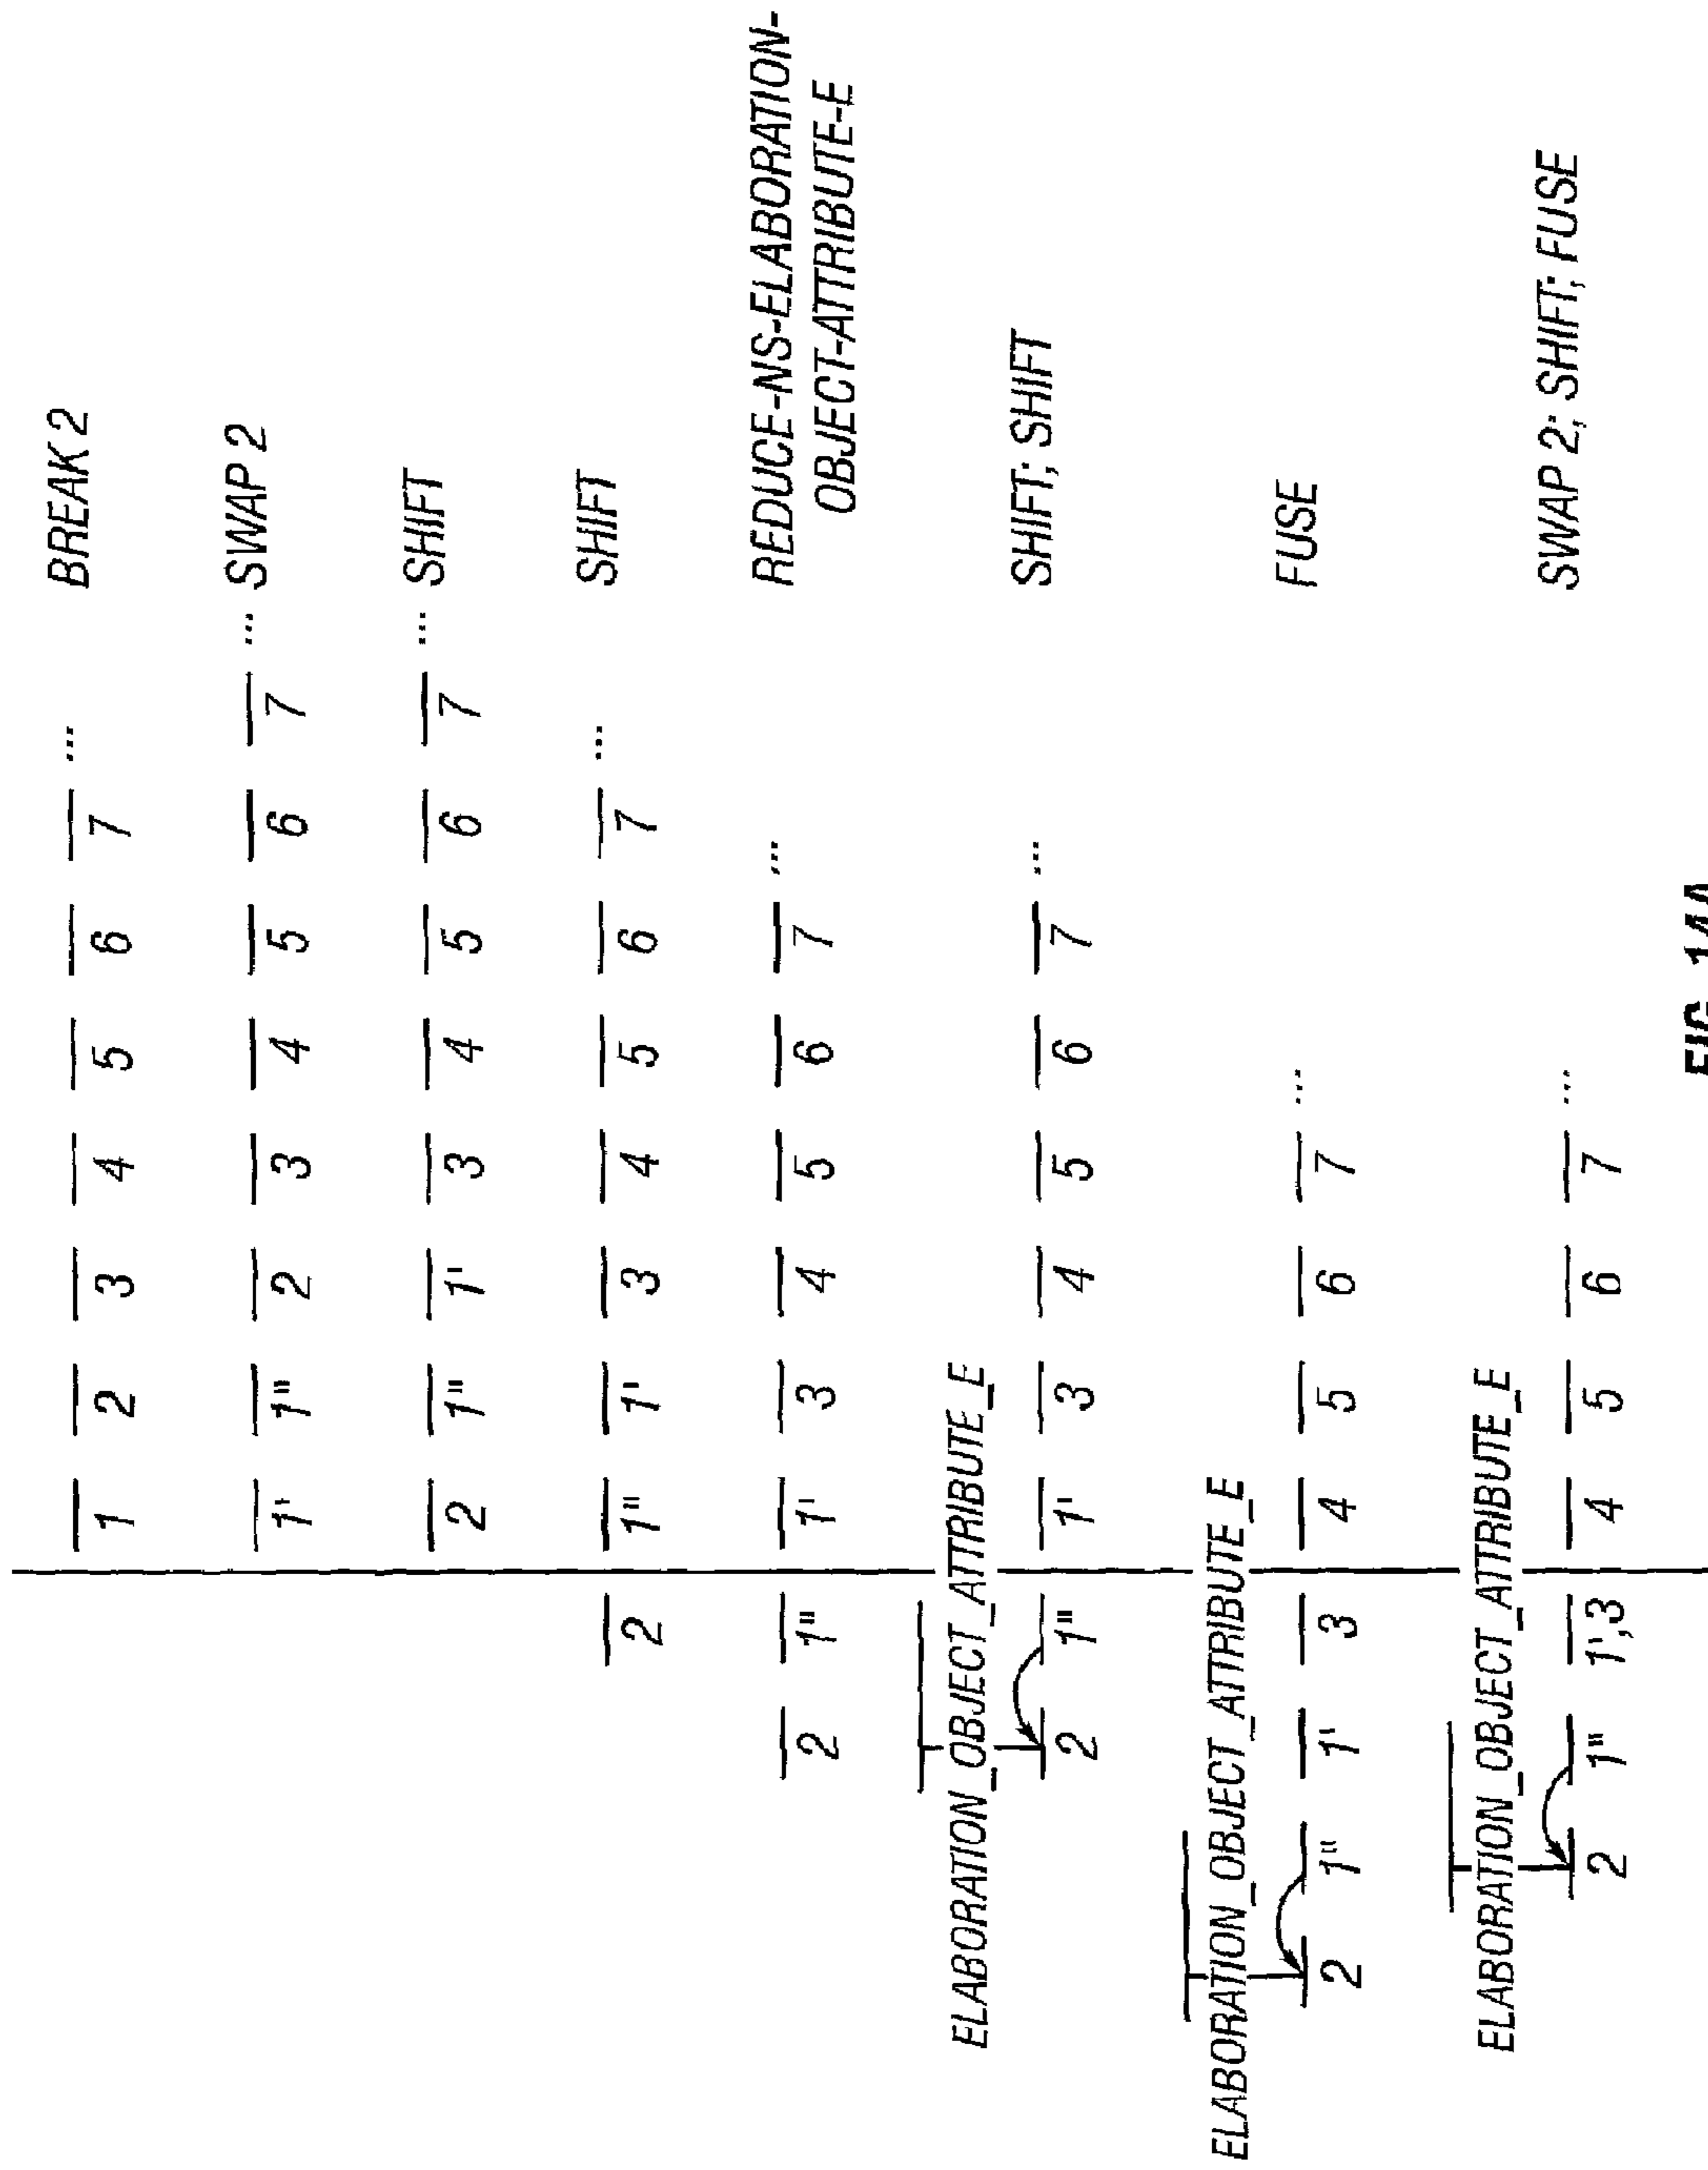 1 2 3 4 5 6 7 ... BREAK 2
1' 1" 2 3 4 5 6 7 ... SWAP 2
2 1" 1' 3 4 5 6 7 ... SHIFT
2 1" 1' 3 4 5 6 7 ... SHIFT
2 1" 1' 3 4 5 6 7 ... REDUCE-NS-ELABORATION-
OBJECT-ATTRIBUTE-E
ELABORATION_OBJECT_ATTRIBUTE_E
2 1" 1' 3 4 5 6 7 ... SHIFT; SHIFT
ELABORATION_OBJECT_ATTRIBUTE_E
2 1" 1' 3 4 5 6 7 ... FUSE
ELABORATION_OBJECT_ATTRIBUTE_E
2 1" 1',3 4 5 6 7 ... SWAP 2; SHIFT; FUSE
FIG. 14A